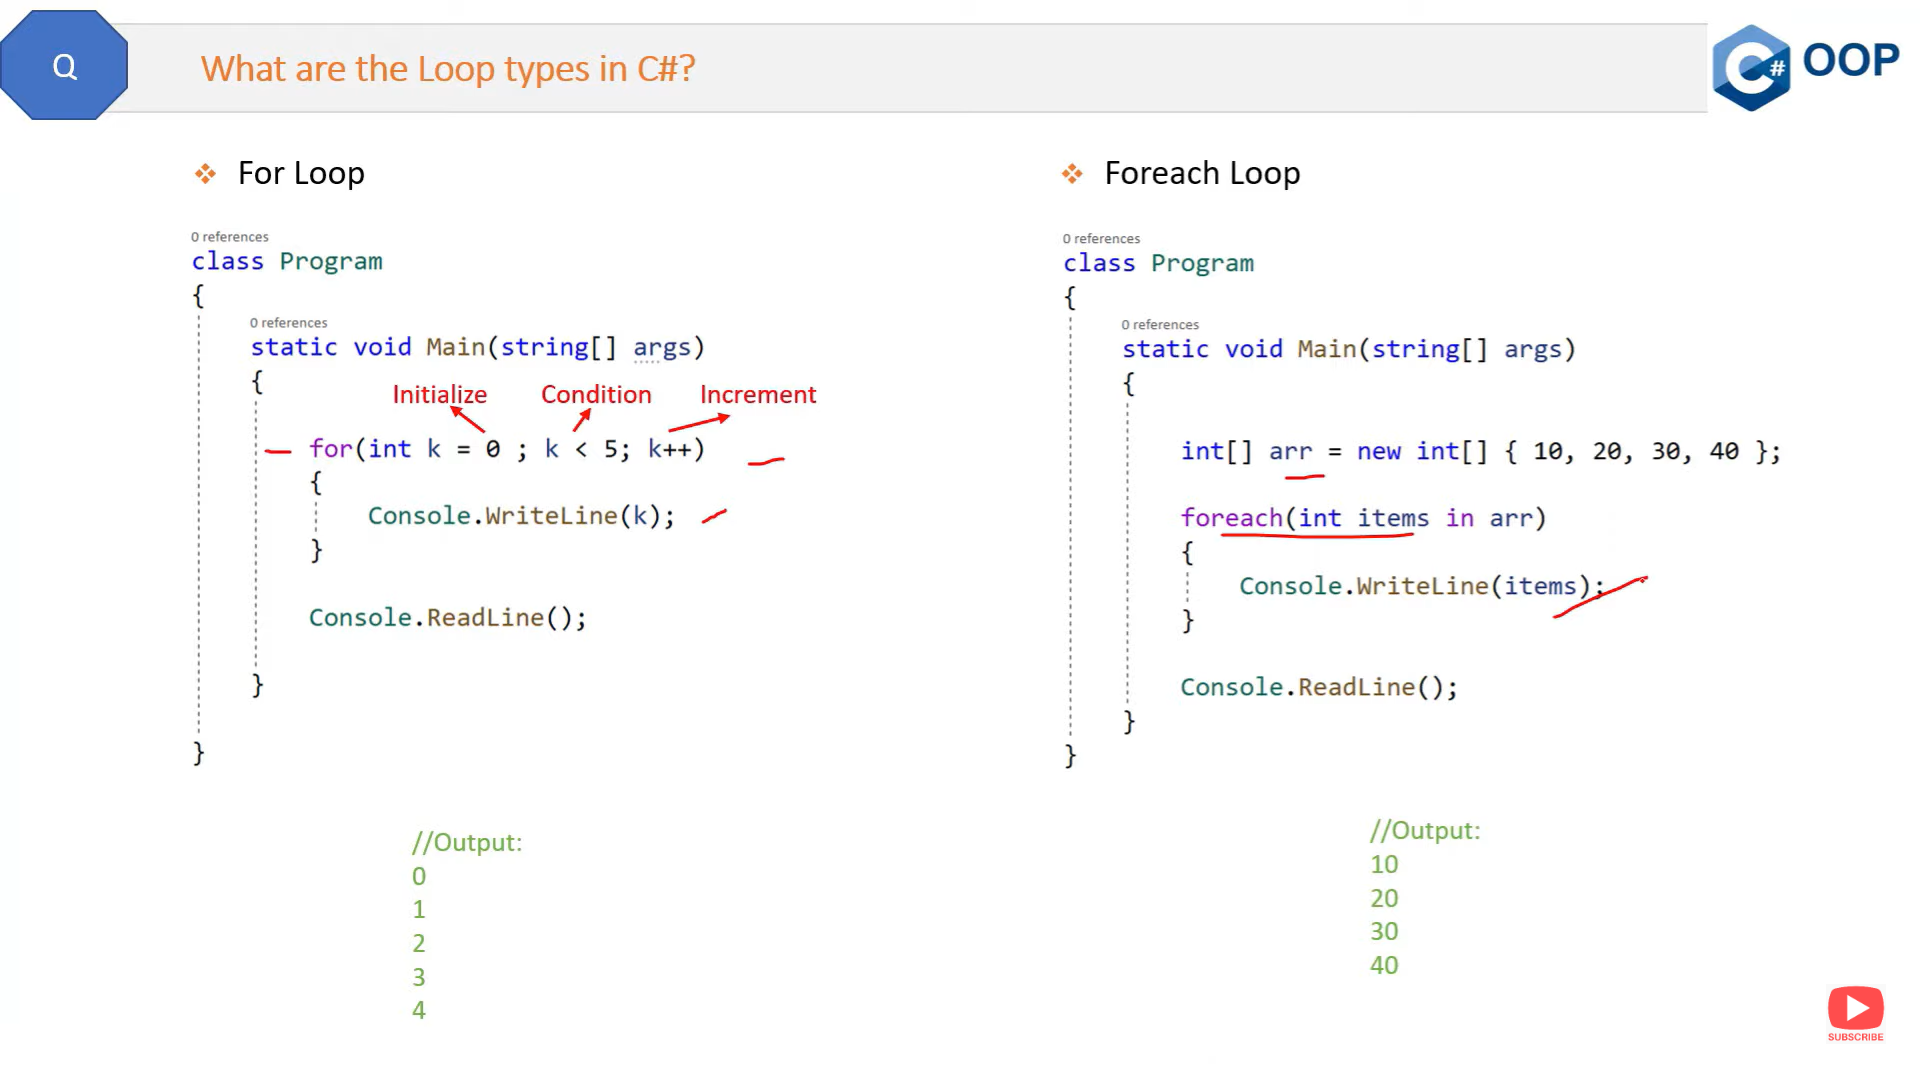 Q
What are the Loop types in C#?
C# OOP
❖ For Loop
0 references
class Program
{
0 references
static void Main(string[] args)
{
Initialize Condition Increment
for(int k = 0 ; k < 5; k++)
{
Console.WriteLine(k);
}
Console.ReadLine();
}
}
//Output:
0
1
2
3
4
❖ Foreach Loop
0 references
class Program
{
0 references
static void Main(string[] args)
{
int[] arr = new int[] { 10, 20, 30, 40 };
foreach(int items in arr)
{
Console.WriteLine(items);
}
Console.ReadLine();
}
}
//Output:
10
20
30
40
SUBSCRIBE